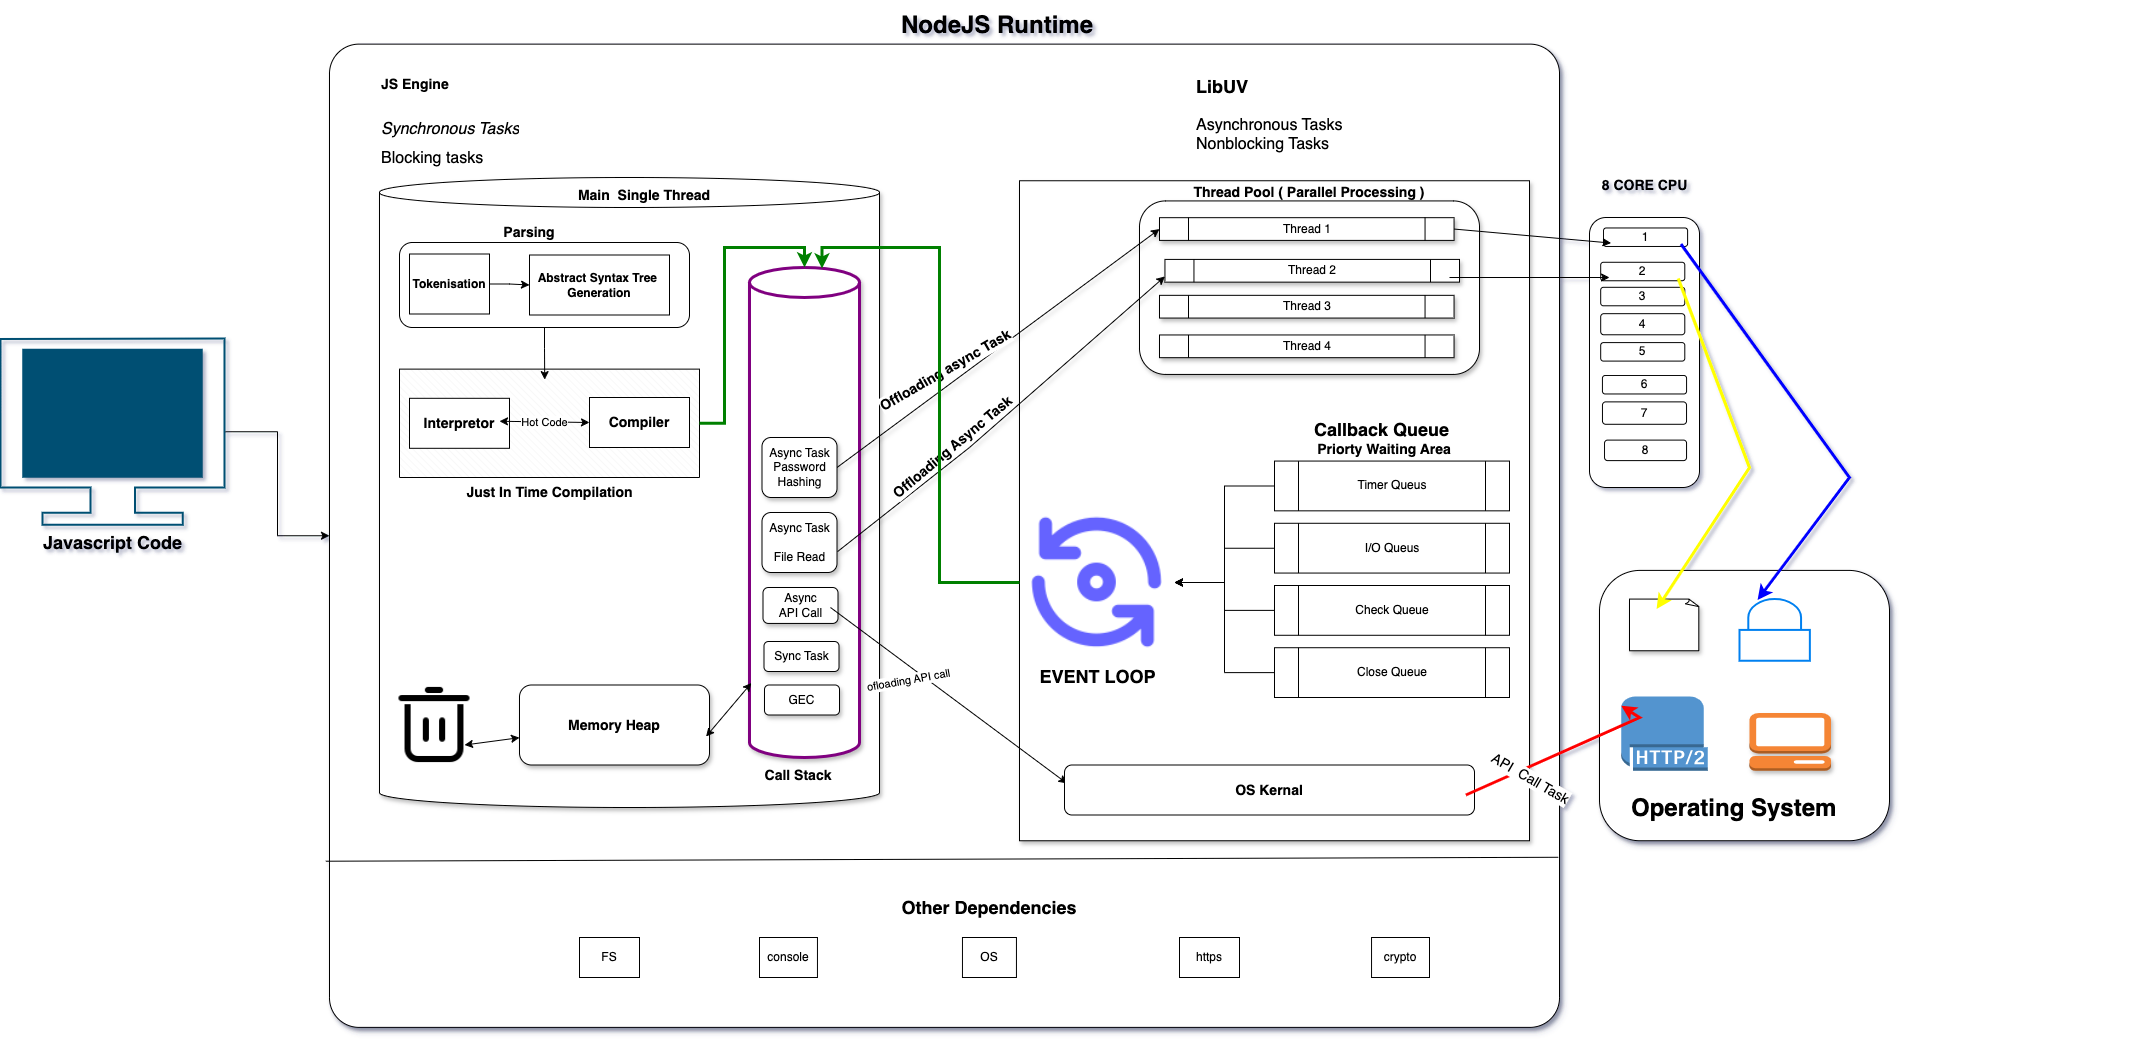 NodeJS Runtime
JS Engine
Synchronous Tasks
Blocking tasks
LibUV
Asynchronous Tasks
Nonblocking Tasks
Main Single Thread
Parsing
Tokenisation
Abstract Syntax Tree
Generation
Interpretor
Hot Code
Compiler
Just In Time Compilation
Javascript Code
Memory Heap
Async Task
Password
Hashing
Async Task
File Read
Async
API Call
Sync Task
GEC
Call Stack
Offloading async Task
Offloading Async Task
ofloading API call
Thread Pool ( Parallel Processing )
Thread 1
Thread 2
Thread 3
Thread 4
Callback Queue
Priorty Waiting Area
Timer Queus
I/O Queus
Check Queue
Close Queue
EVENT LOOP
OS Kernal
API Call Task
8 CORE CPU
1
2
3
4
5
6
7
8
HTTP/2
Operating System
Other Dependencies
FS
console
OS
https
crypto